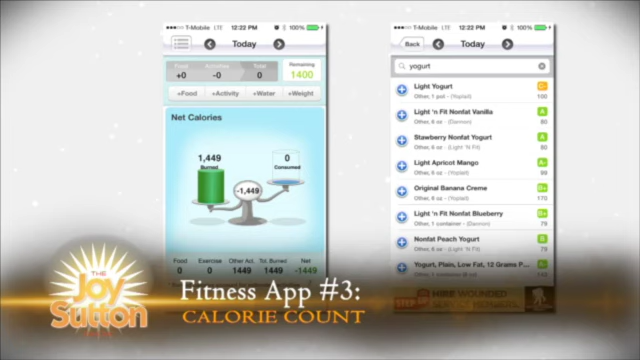 T-Mobile LTE 12:22 PM
Today
Food Activities Total Remaining
+0 -0 0 1400
+Food +Activity +Water +Weight
Net Calories
1,449
Burned
0
Consumed
-1,449
Food Exercise Other Act. Tot. Burned Net
0 0 1449 1449 -1449
T-Mobile LTE 12:22 PM
Back Today
yogurt
Light Yogurt
Other, 1 pot - (Yoplait)
100
Light 'n Fit Nonfat Vanilla A
Other, 6 oz - (Dannon) 80
Stawberry Nonfat Yogurt A
Other, 6 oz - (Light 'N Fit) 80
Light Apricot Mango A-
Other, 6 oz - (Yoplait) 99
Original Banana Creme B+
Other, 6 oz - (Yoplait) 170
Light 'n Fit Nonfat Blueberry B+
Other, 1 container - (Dannon) 79
Nonfat Peach Yogurt B
Other, 6 oz - (Light 'N Fit) 79
Yogurt, Plain, Low Fat, 12 Grams P...
HIRE WOUNDED
SERVICE MEMBERS
THE
Joy
Sutton
Fitness App #3:
CALORIE COUNT